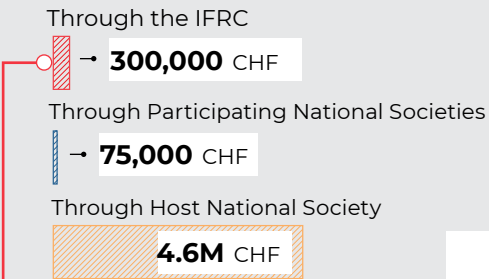 Through the IFRC
300,000 CHF
Through Participating National Societies
75,000 CHF
Through Host National Society
4.6M CHF